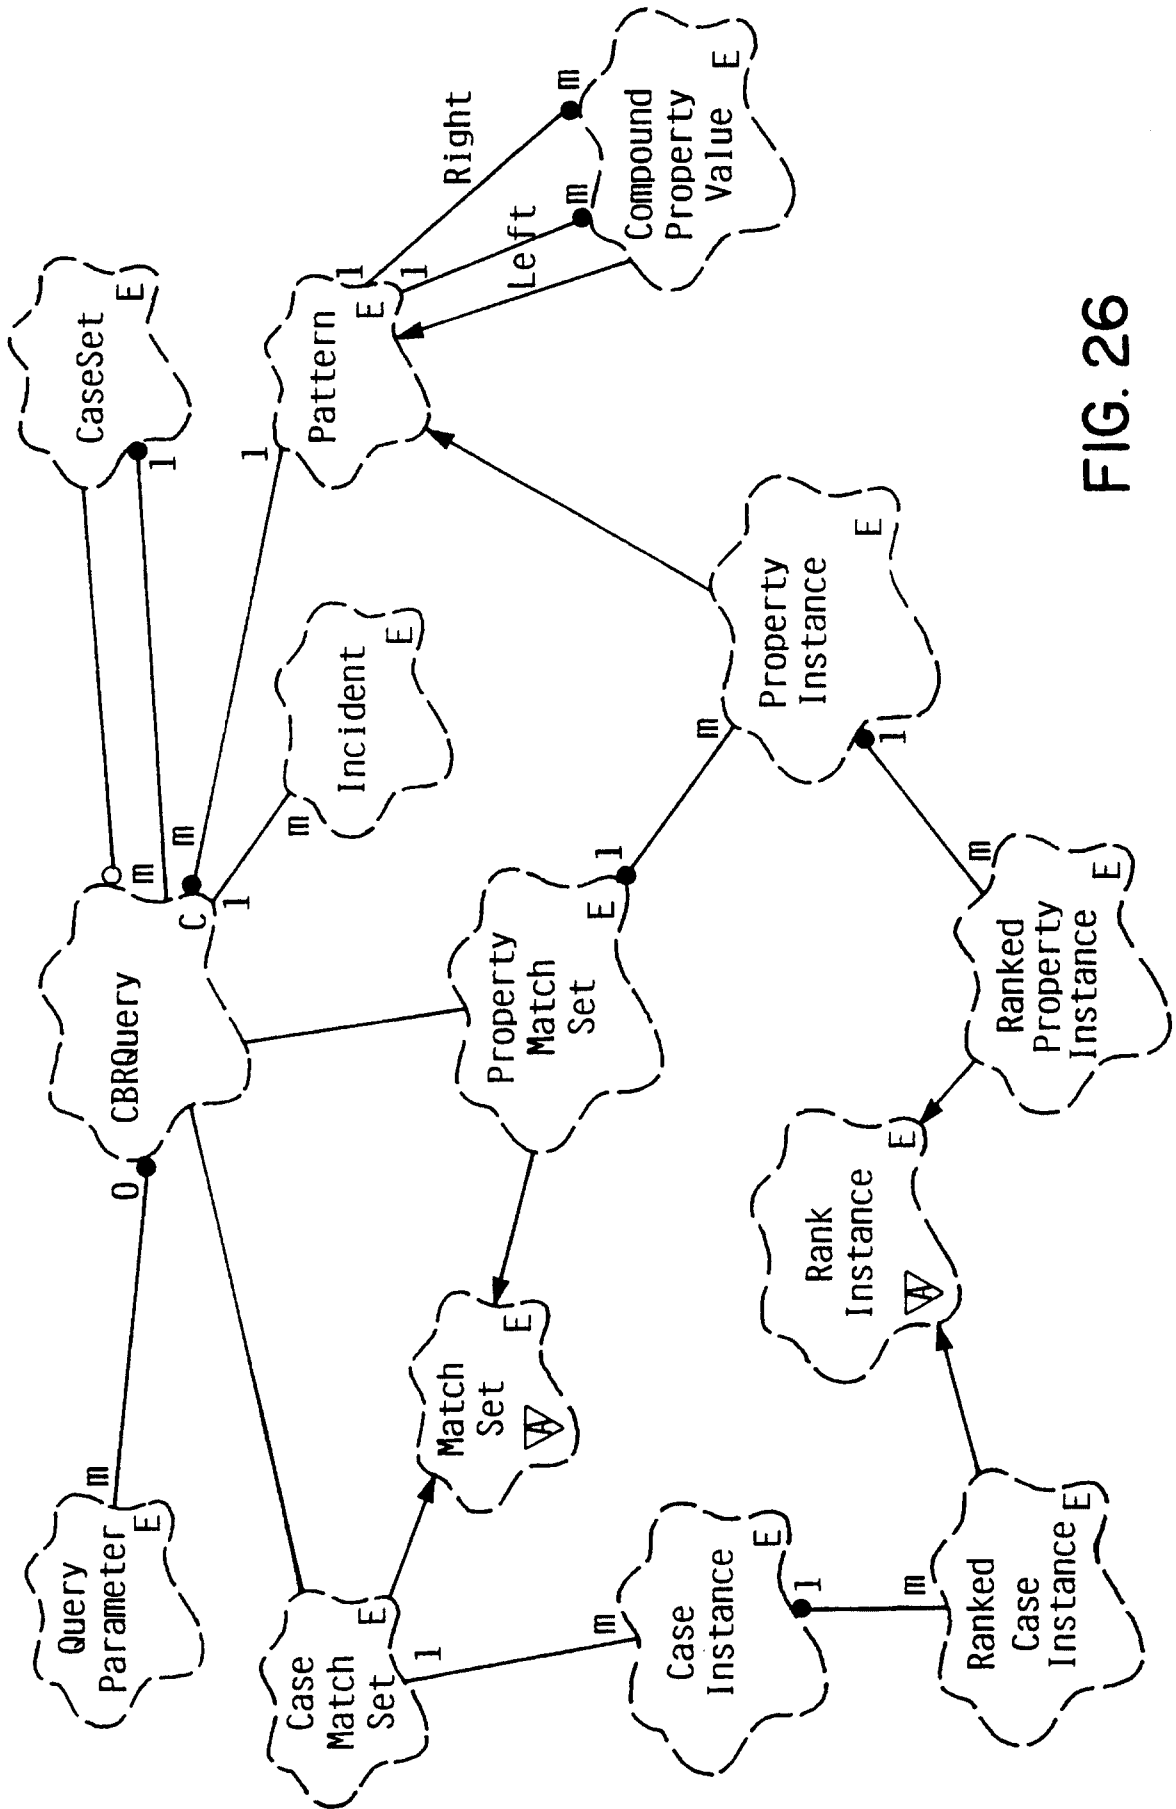 Query
Parameter
E
m
0
CBRQuery
C
m
m
1
CaseSet
E
1
Case
Match
Set
E
1
Match
Set
A
E
Property
Match
Set
E
1
m
Incident
E
1
Pattern
E
1
1
Right
Left
m
m
Compound
Property
Value
E
m
Case
Instance
E
1
m
Ranked
Case
Instance
E
Rank
Instance
A
E
Ranked
Property
Instance
E
m
1
m
Property
Instance
E
FIG. 26